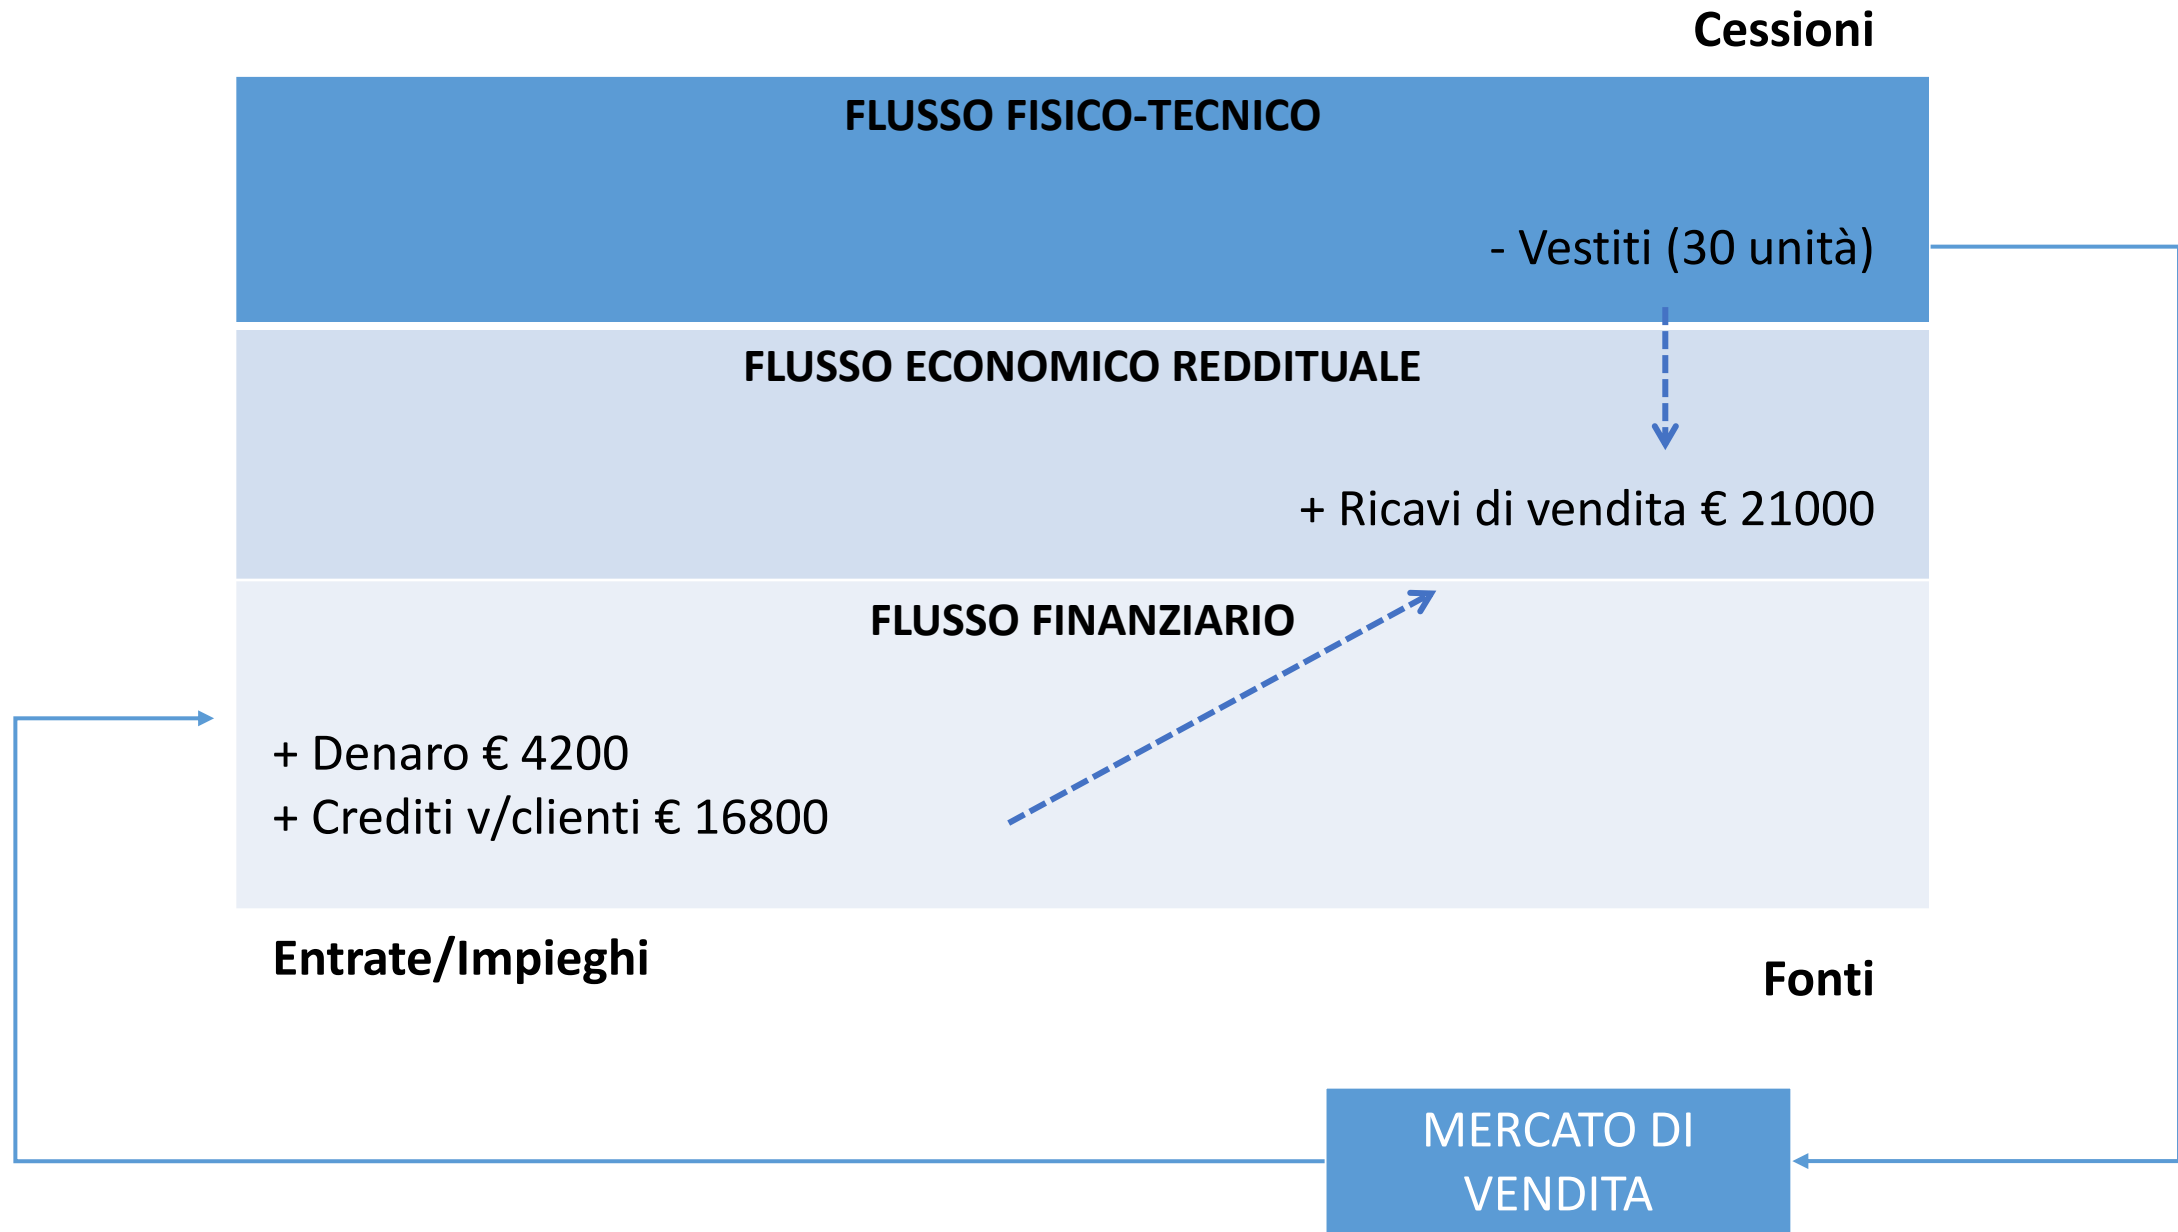 Cessioni
FLUSSO FISICO-TECNICO
- Vestiti (30 unità)
FLUSSO ECONOMICO REDDITUALE
+ Ricavi di vendita € 21000
FLUSSO FINANZIARIO
+ Denaro € 4200
+ Crediti v/clienti € 16800
Entrate/Impieghi
Fonti
MERCATO DI
VENDITA